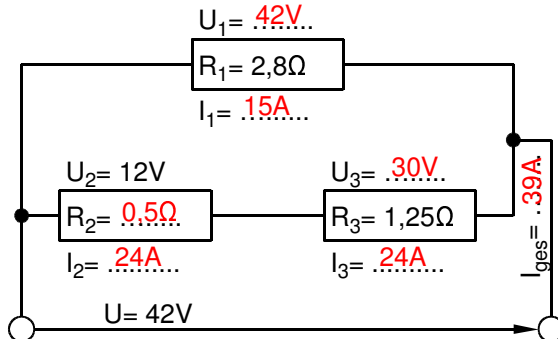 U1= 42V
R1= 2,8Ω
I1= 15A
U2= 12V
R2= 0,5Ω
I2= 24A
U3= 30V
R3= 1,25Ω
I3= 24A
Iges= 39A
U= 42V